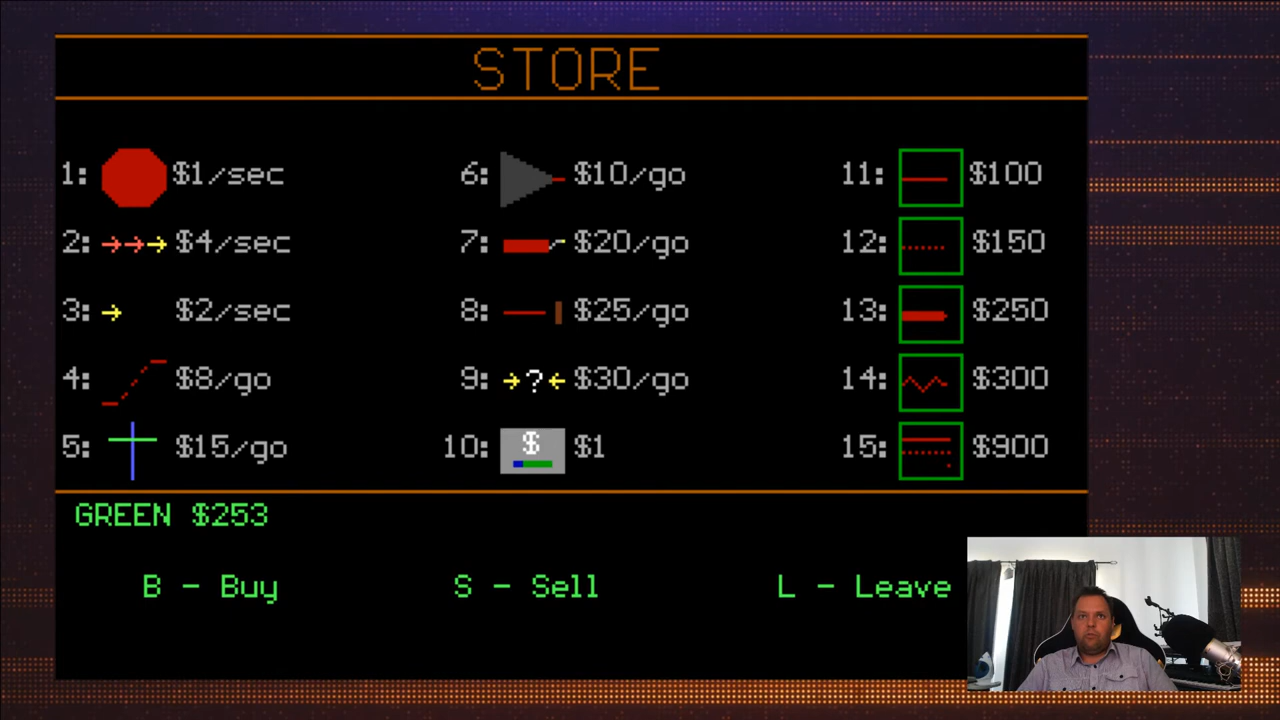 STORE
1: $1/sec 6: $10/go 11: $100
2: $4/sec 7: $20/go 12: $150
3: $2/sec 8: $25/go 13: $250
4: $8/go 9: ? $30/go 14: $300
5: $15/go 10: $ $1 15: $900
GREEN $253
B - Buy S - Sell L - Leave